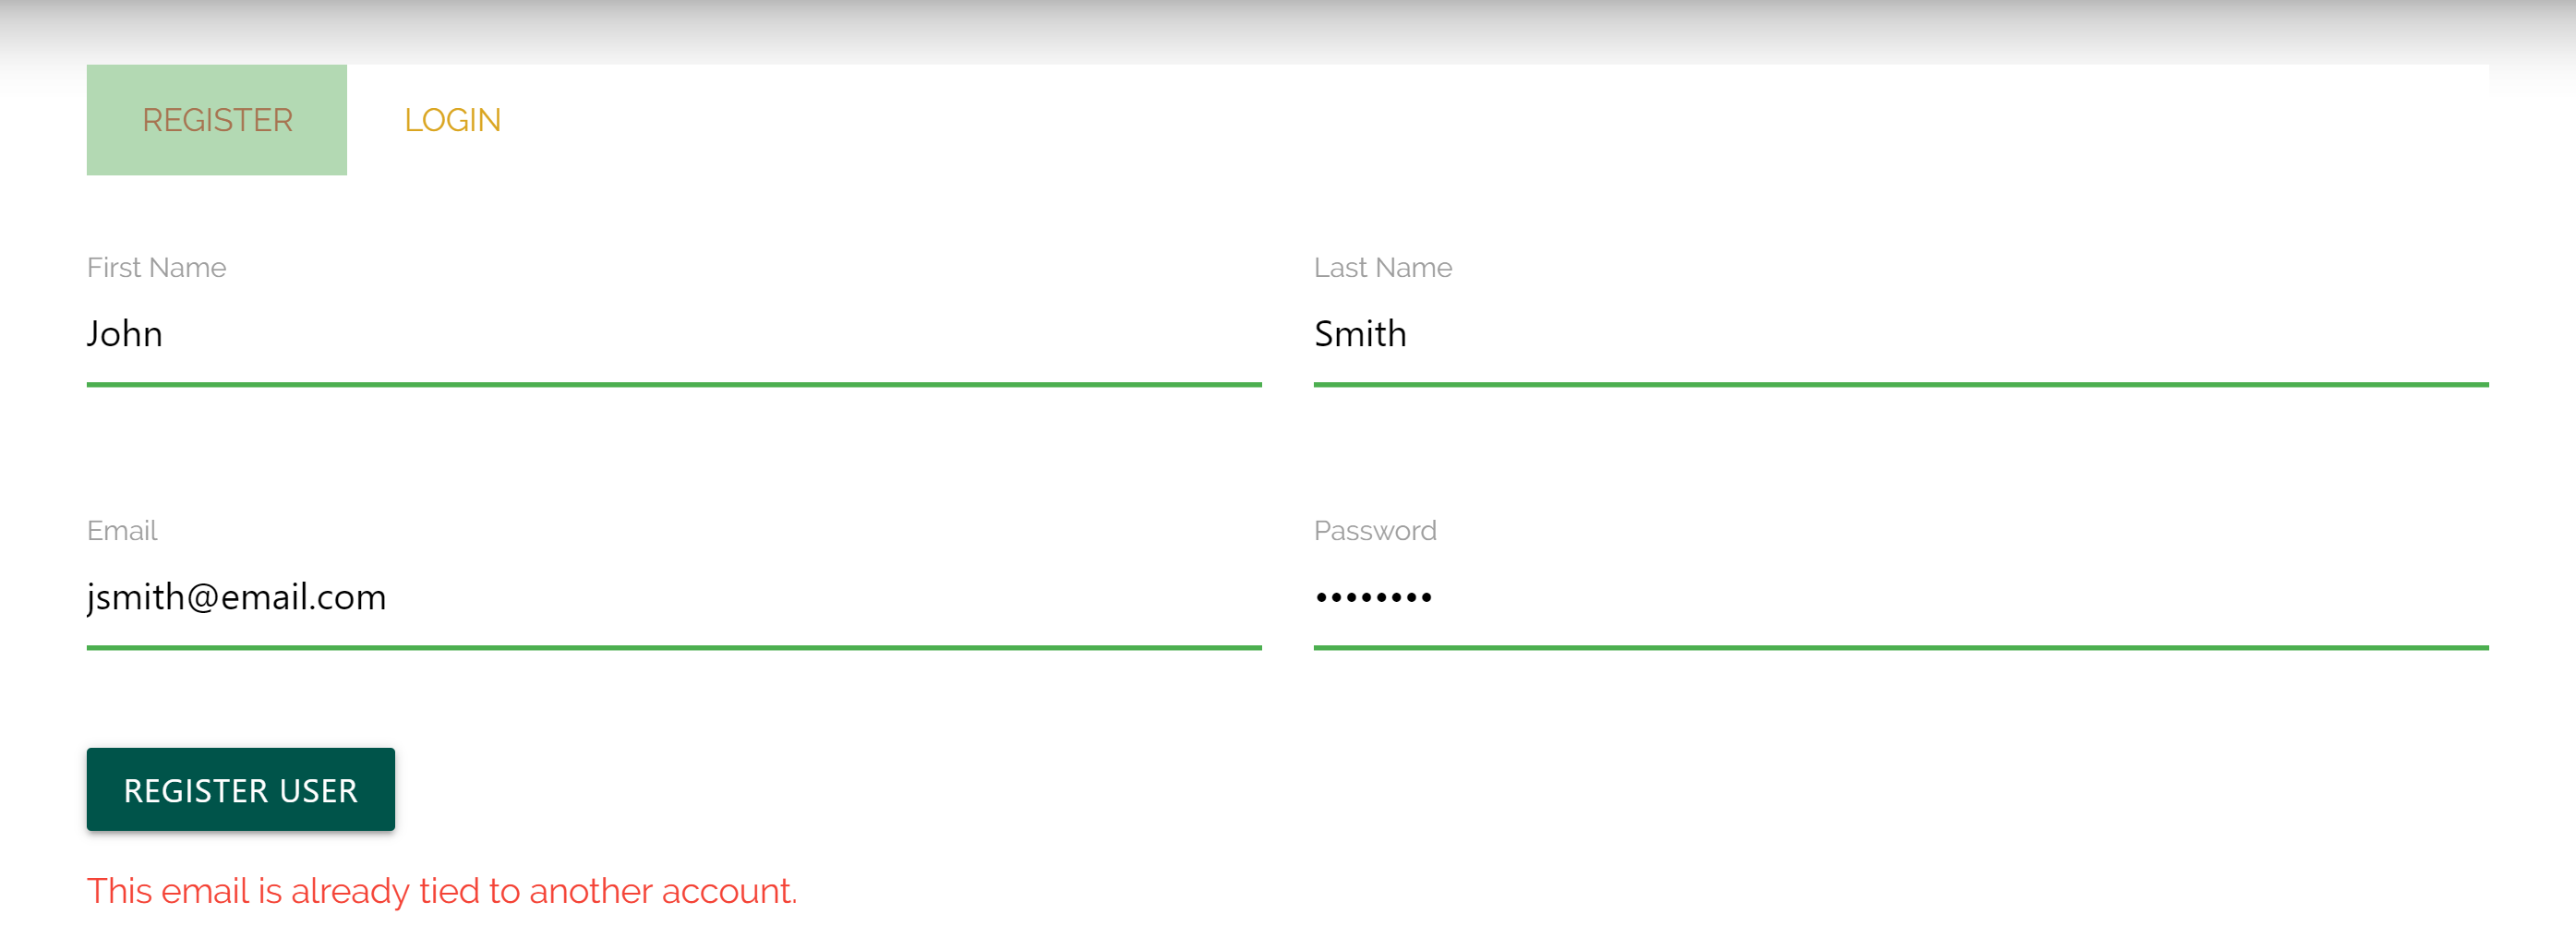 REGISTER LOGIN
First Name Last Name
John Smith
Email Password
jsmith@email.com ••••••••
REGISTER USER
This email is already tied to another account.